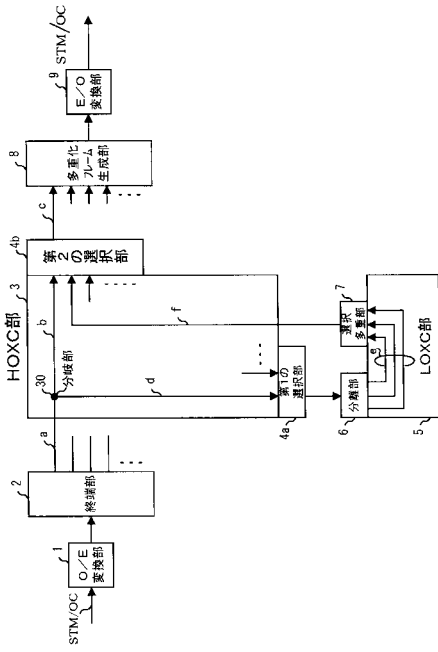 STM/OC
1
O/E
変換部
2
終端部
a
30
分岐部
HOXC部
3
b
d
f
4a
第1の
選択部
4b
第2の選択部
c
8
多重化
フレーム
生成部
9
E/O
変換部
STM/OC
6
分離部
7
選択
多重部
e
LOXC部
5